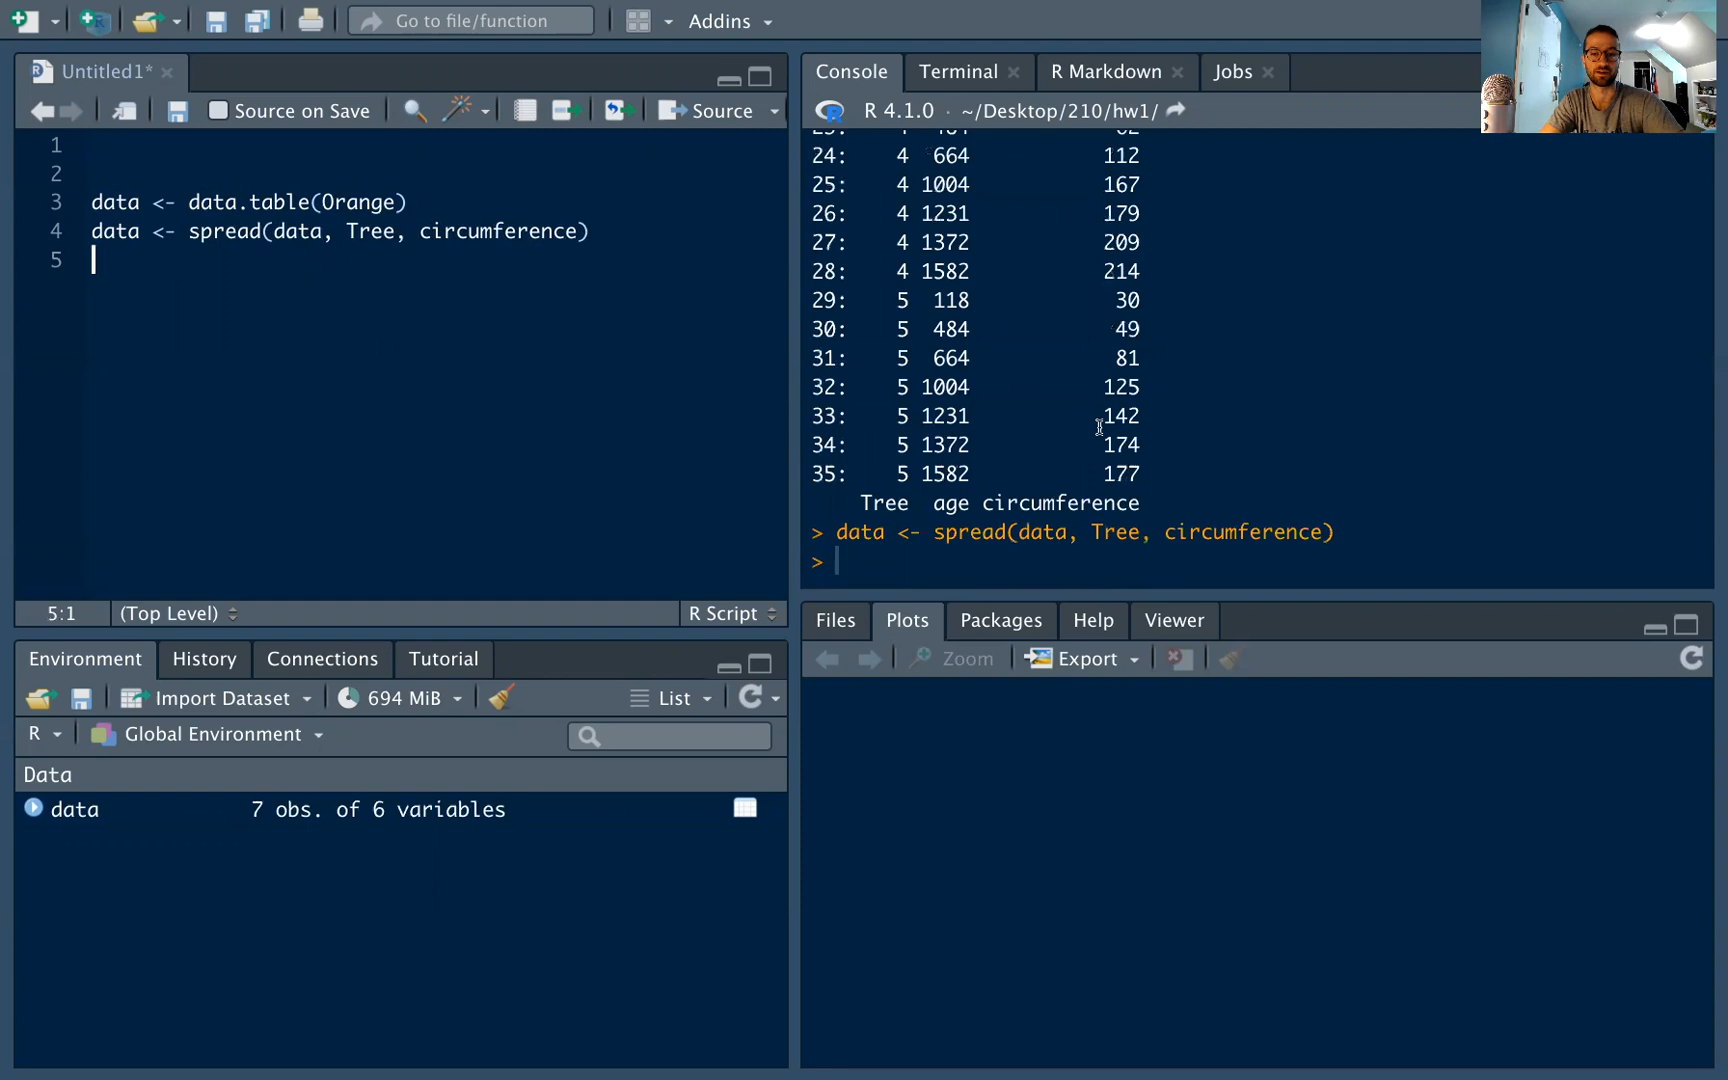 Go to file/function
Addins
Untitled1*
Source on Save
Source
1
2
3 data <- data.table(Orange)
4 data <- spread(data, Tree, circumference)
5
5:1 (Top Level) R Script
Console Terminal R Markdown Jobs
R 4.1.0 · ~/Desktop/210/hw1/
24: 4 664 112
25: 4 1004 167
26: 4 1231 179
27: 4 1372 209
28: 4 1582 214
29: 5 118 30
30: 5 484 49
31: 5 664 81
32: 5 1004 125
33: 5 1231 142
34: 5 1372 174
35: 5 1582 177
Tree age circumference
> data <- spread(data, Tree, circumference)
>
Environment History Connections Tutorial
Import Dataset 694 MiB List
R Global Environment
Data
data 7 obs. of 6 variables
Files Plots Packages Help Viewer
Zoom Export